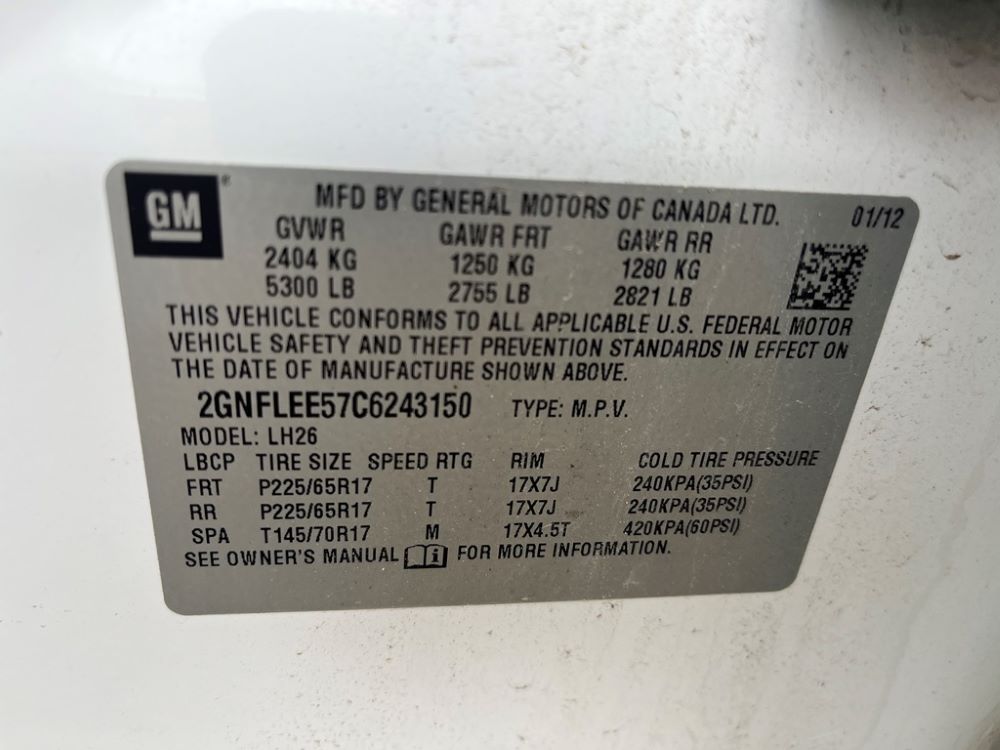 GM® MFD BY GENERAL MOTORS OF CANADA LTD. 01/12
GVWR GAWR FRT GAWR RR
2404 KG 1250 KG 1280 KG
5300 LB 2755 LB 2821 LB
THIS VEHICLE CONFORMS TO ALL APPLICABLE U.S. FEDERAL MOTOR
VEHICLE SAFETY AND THEFT PREVENTION STANDARDS IN EFFECT ON
THE DATE OF MANUFACTURE SHOWN ABOVE.
2GNFLEE57C6243150 TYPE: M.P.V.
MODEL: LH26
LBCP TIRE SIZE SPEED RTG RIM COLD TIRE PRESSURE
FRT P225/65R17 T 17X7J 240KPA(35PSI)
RR P225/65R17 T 17X7J 240KPA(35PSI)
SPA T145/70R17 M 17X4.5T 420KPA(60PSI)
SEE OWNER'S MANUAL i FOR MORE INFORMATION.